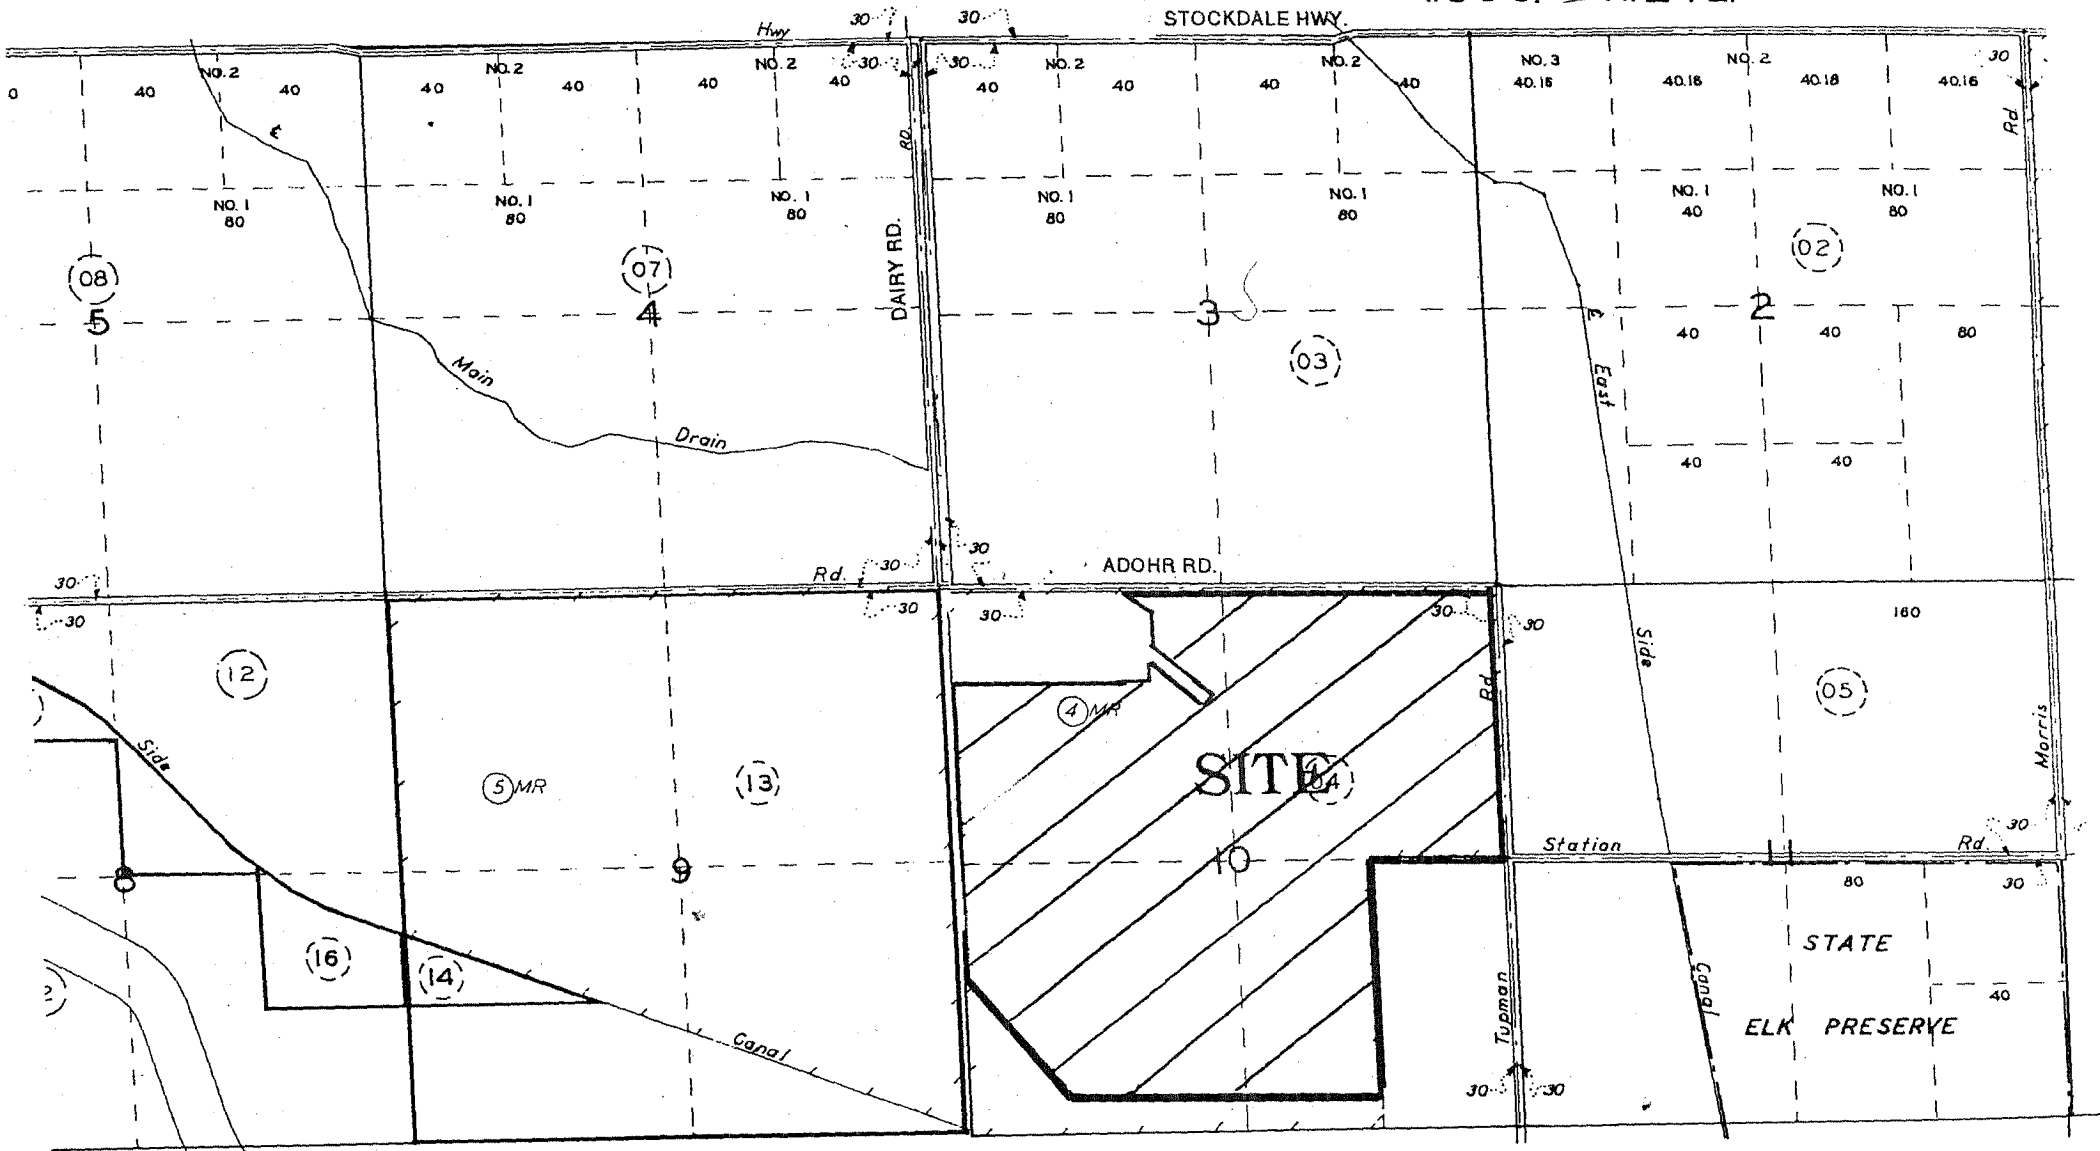 Hwy 30 30 STOCKDALE HWY.
NO. 2 NO. 2 NO. 2 30 30 NO. 2 NO. 2 NO. 3 NO. 2 30
0 40 40 40 40 40 40 40 40 40 40 40.16 40.16 40.18 40.16
RD. Rd
NO. 1 NO. 1 NO. 1 NO. 1 NO. 1 NO. 1 NO. 1
80 80 80 80 80 40 80
DAIRY RD.
08 07 02
5 4 3 2
40 40 80
03
Main East
Drain
40 40
30 30
30 Rd. ADOHR RD.
30 30 30 30 30 160
Side
12 Rd 05
4 MR
Side Morris
5 MR 13 SITE 04
30
Station Rd.
8 9 10
80 30
16 14 STATE
2 Tupman Canal 40
ELK PRESERVE
Canal
30 30